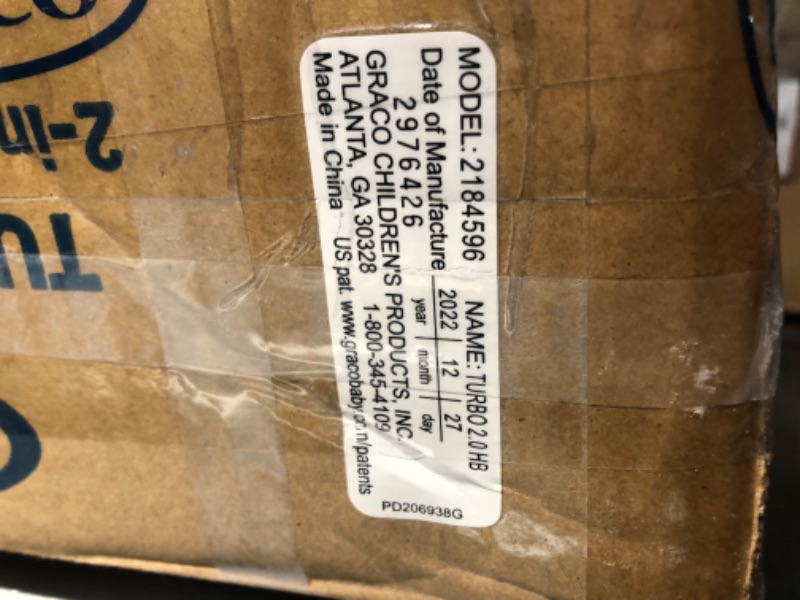 MODEL: 2184596 NAME: TURBO 2.0 HB
Date of Manufacture 2022 | 12 | 27
year | month | day
2976426
GRACO CHILDREN'S PRODUCTS, INC.
ATLANTA, GA 30328 1-800-345-4109
Made in China US pat. www.gracobaby.com/patents
PD206938G
2-in
TU